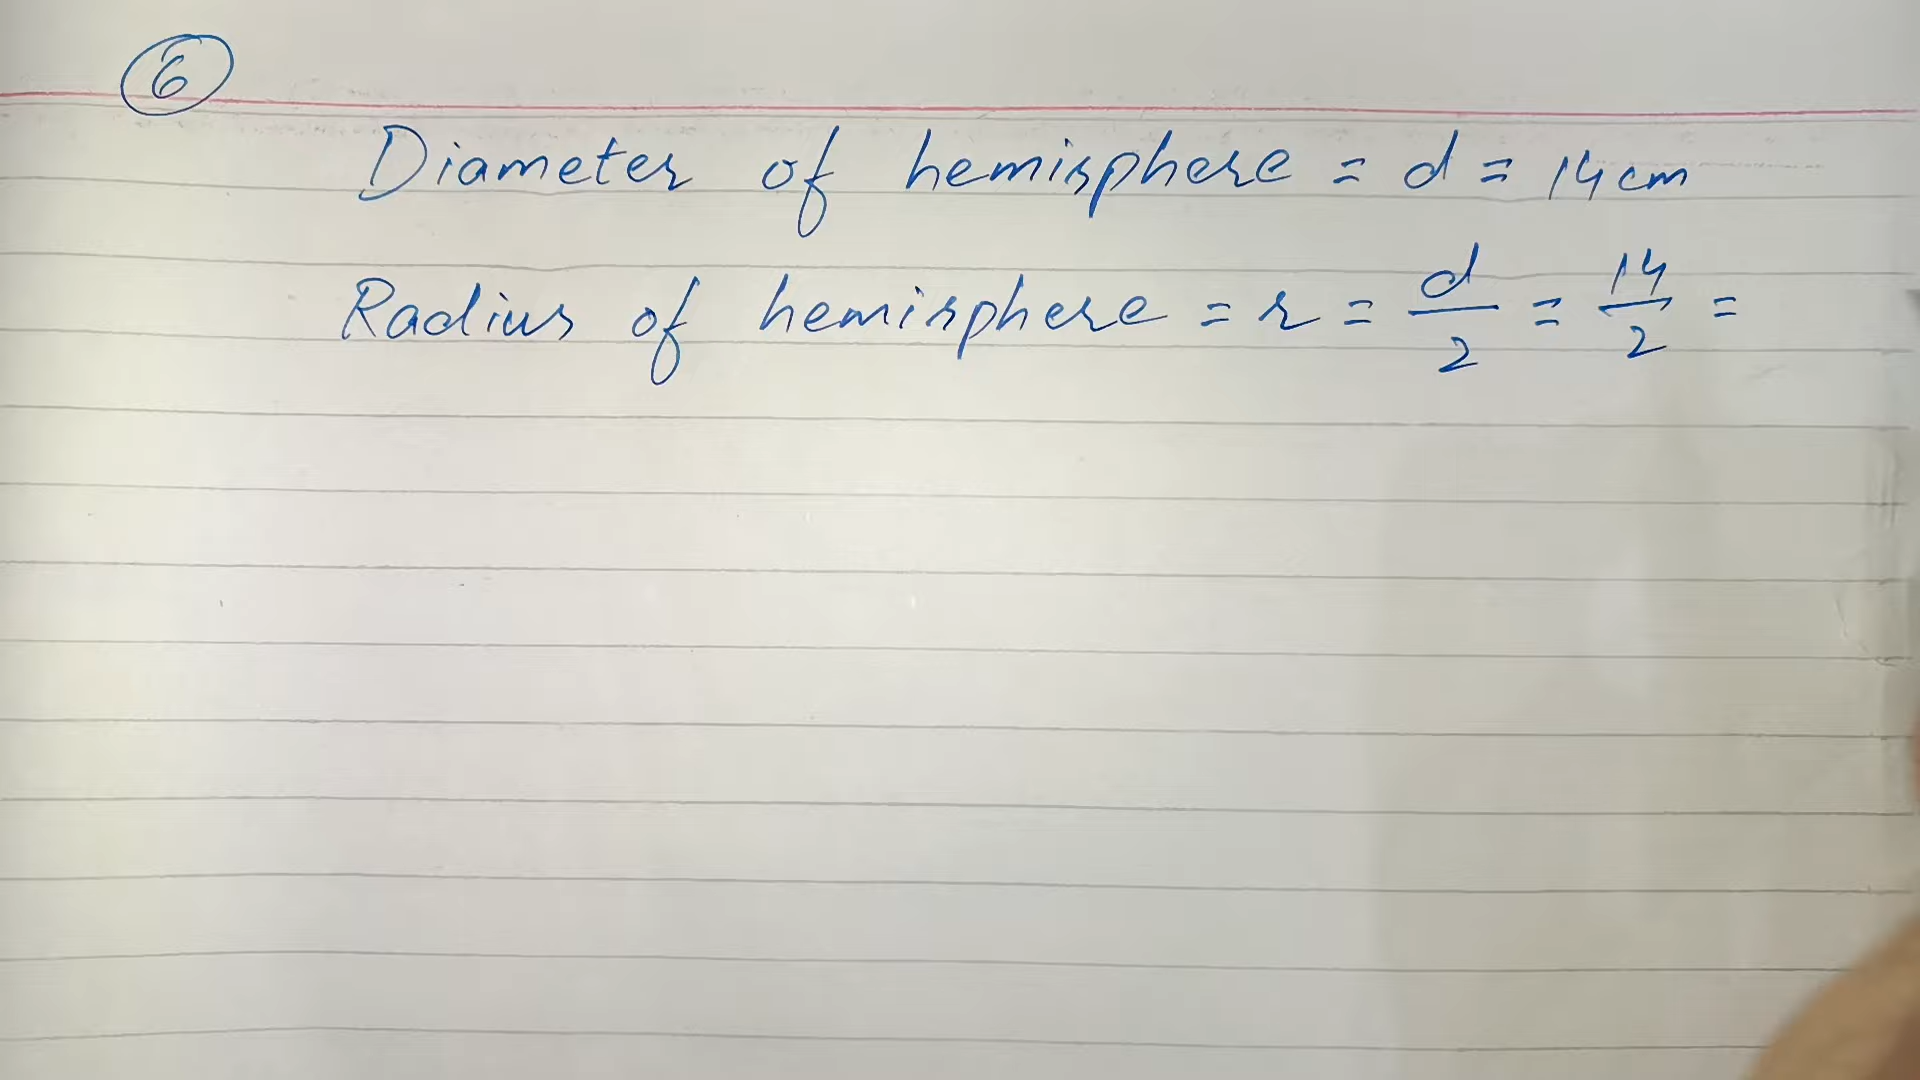 6
Diameter of hemisphere = d = 14cm
Radius of hemisphere = r = d/2 = 14/2 =